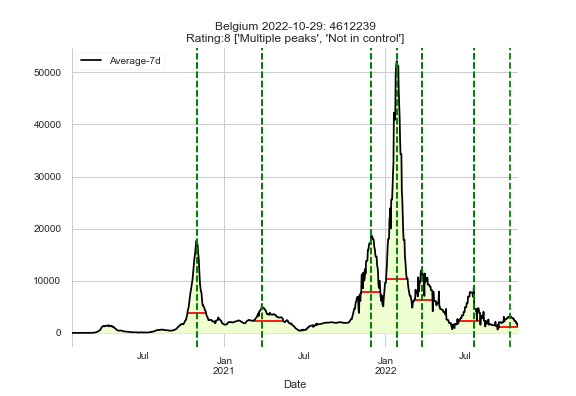 Belgium 2022-10-29: 4612239
Rating:8 ['Multiple peaks', 'Not in control']
Average-7d
50000
40000
30000
20000
10000
0
Jul
Jan
2021
Jul
Jan
2022
Jul
Date